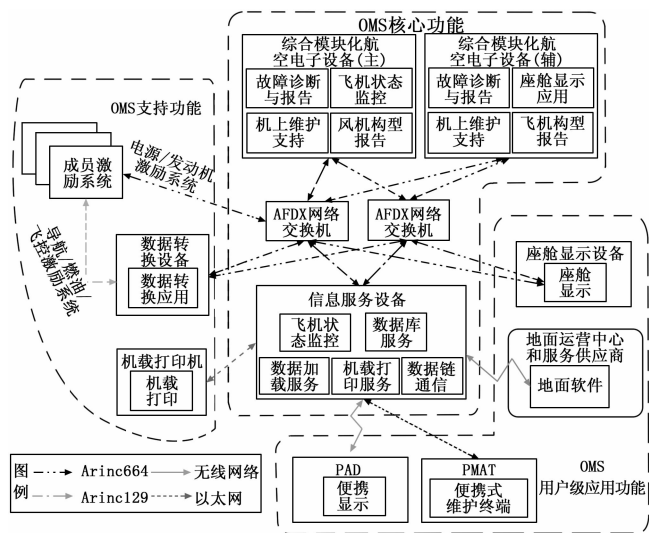 OMS核心功能
综合模块化航
空电子设备(主)
故障诊断
与报告
飞机状态
监控
机上维护
支持
风机构型
报告
综合模块化航
空电子设备(辅)
故障诊断
与报告
座舱显示
应用
机上维护
支持
飞机构型
报告
OMS支持功能
成员激
励系统
电源/发动机
激励系统
导航/燃油/
飞控激励系统
AFDX网络
交换机
AFDX网络
交换机
数据转
换设备
数据转
换应用
机载打印机
机载
打印
信息服务设备
飞机状
态监控
数据库
服务
数据加
载服务
机载打
印服务
数据链
通信
座舱显示设备
座舱
显示
地面运营中心
和服务供应商
地面软件
PAD
便携
显示
PMAT
便携式
维护终端
OMS
用户级应用功能
图
例
Arinc664
无线网络
Arinc129
以太网